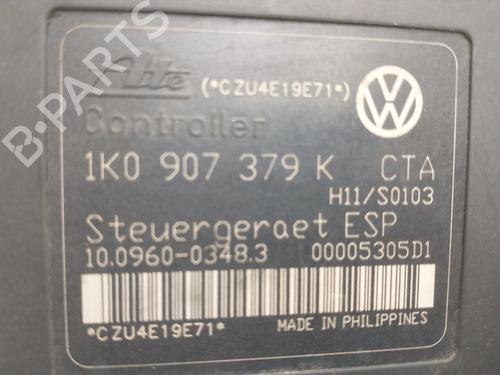 Ate (*CZU4E19E71*)
Controller
1K0 907 379 K CTA
H11/S0103
Steuergeraet ESP
10.0960-0348.3 00005305D1
*CZU4E19E71* MADE IN PHILIPPINES
B-PARTS